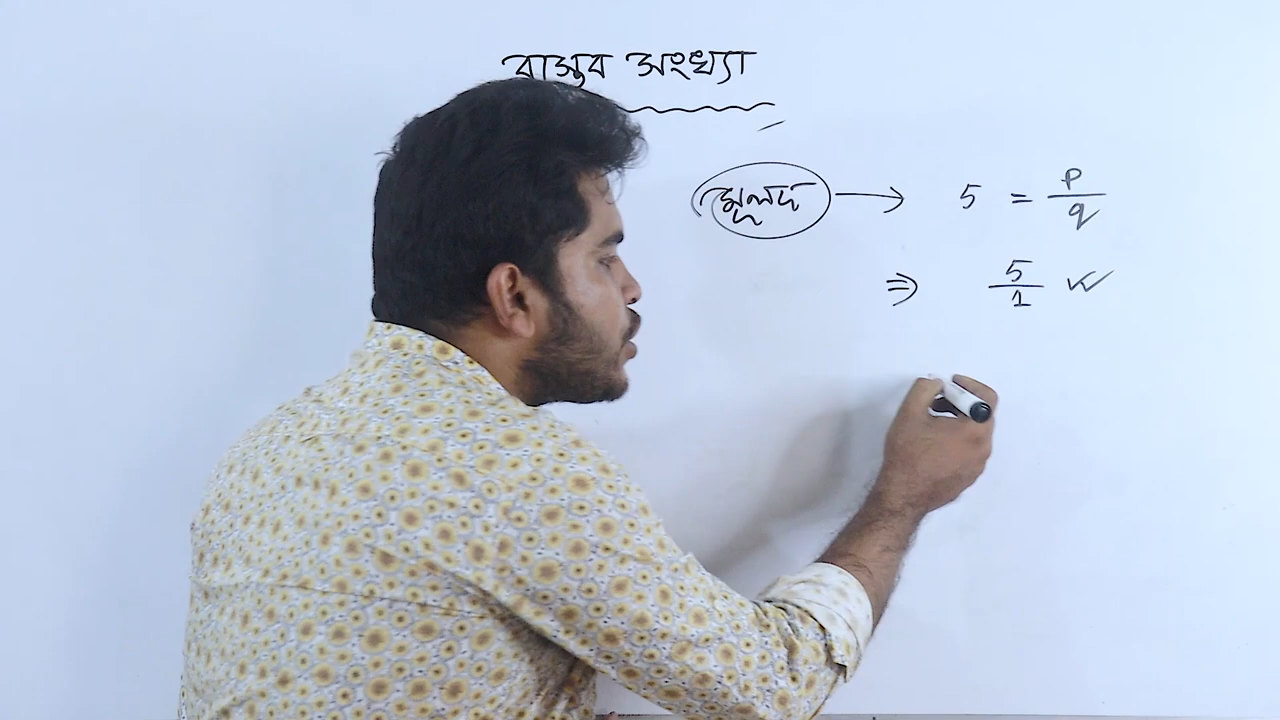 বাস্তব সংখ্যা
মূলদ → 5 = p/q
⇒ 5/1 ✓